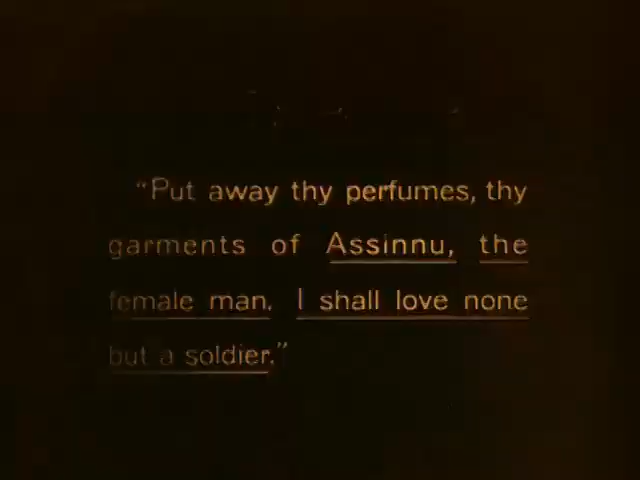 “Put away thy perfumes, thy
garments of Assinnu, the
female man. I shall love none
but a soldier.”